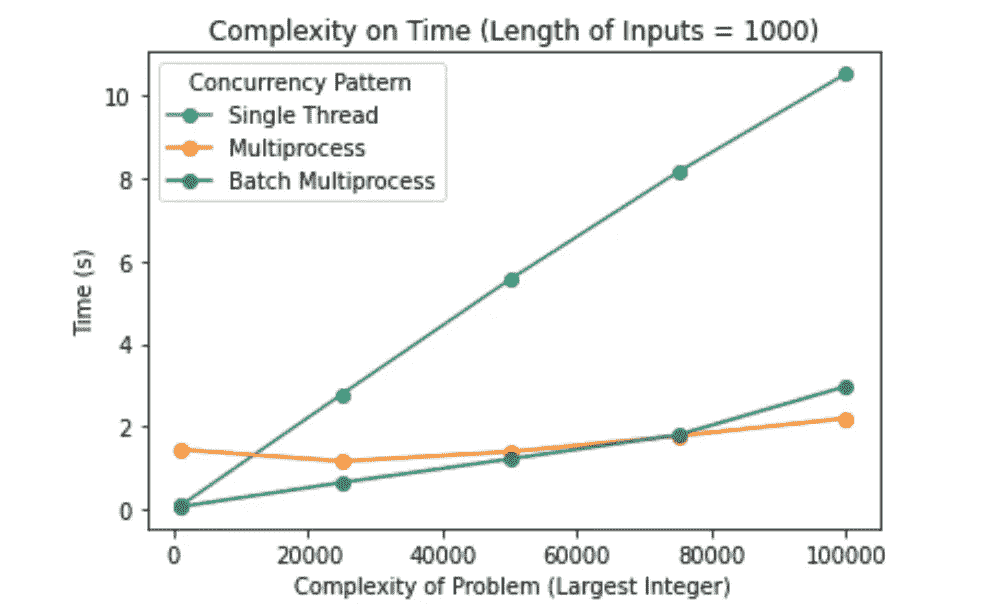 Complexity on Time (Length of Inputs = 1000)
Concurrency Pattern
Single Thread
Multiprocess
Batch Multiprocess
Time (s)
10
8
6
4
2
0
0 20000 40000 60000 80000 100000
Complexity of Problem (Largest Integer)